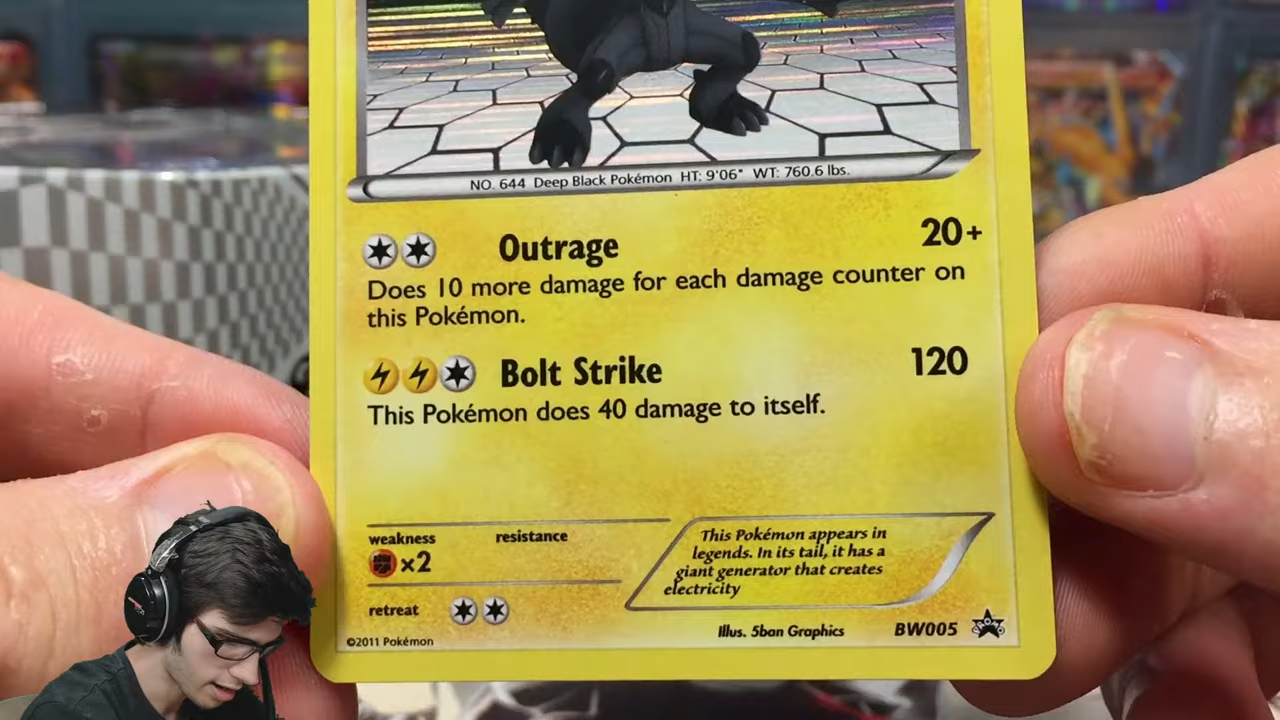 NO. 644 Deep Black Pokémon HT: 9'06" WT: 760.6 lbs.
Outrage 20+
Does 10 more damage for each damage counter on
this Pokémon.
Bolt Strike 120
This Pokémon does 40 damage to itself.
weakness resistance
×2
retreat
This Pokémon appears in
legends. In its tail, it has a
giant generator that creates
electricity
©2011 Pokémon
Illus. 5ban Graphics BW005